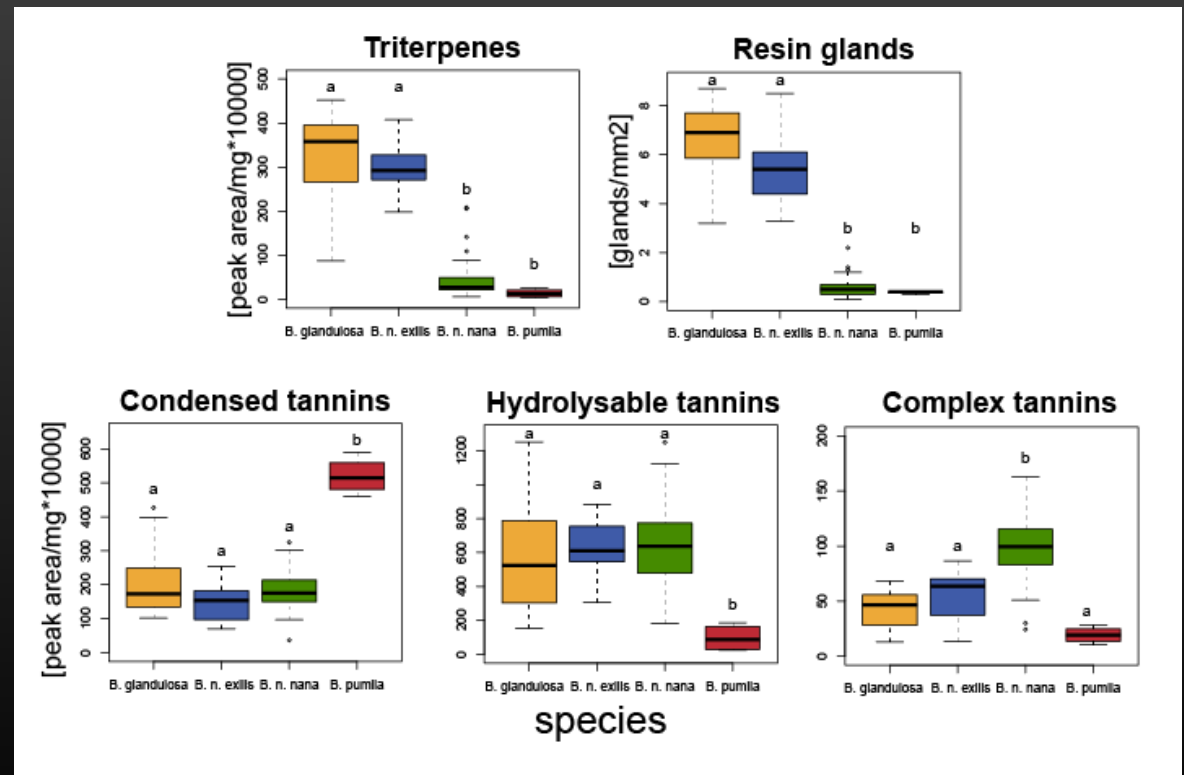 Triterpenes
[peak area/mg*10000]
500
400
300
200
100
0
a
a
b
b
B. glandulosa B. n. exilis B. n. nana B. pumila
Resin glands
[glands/mm2]
8
6
4
2
0
a
a
b
b
B. glandulosa B. n. exilis B. n. nana B. pumila
Condensed tannins
[peak area/mg*10000]
600
500
400
300
200
100
0
a
a
a
b
B. glandulosa B. n. exilis B. n. nana B. pumila
Hydrolysable tannins
1200
800
600
400
200
0
a
a
a
b
B. glandulosa B. n. exilis B. n. nana B. pumila
Complex tannins
200
150
100
50
0
a
a
b
a
B. glandulosa B. n. exilis B. n. nana B. pumila
species